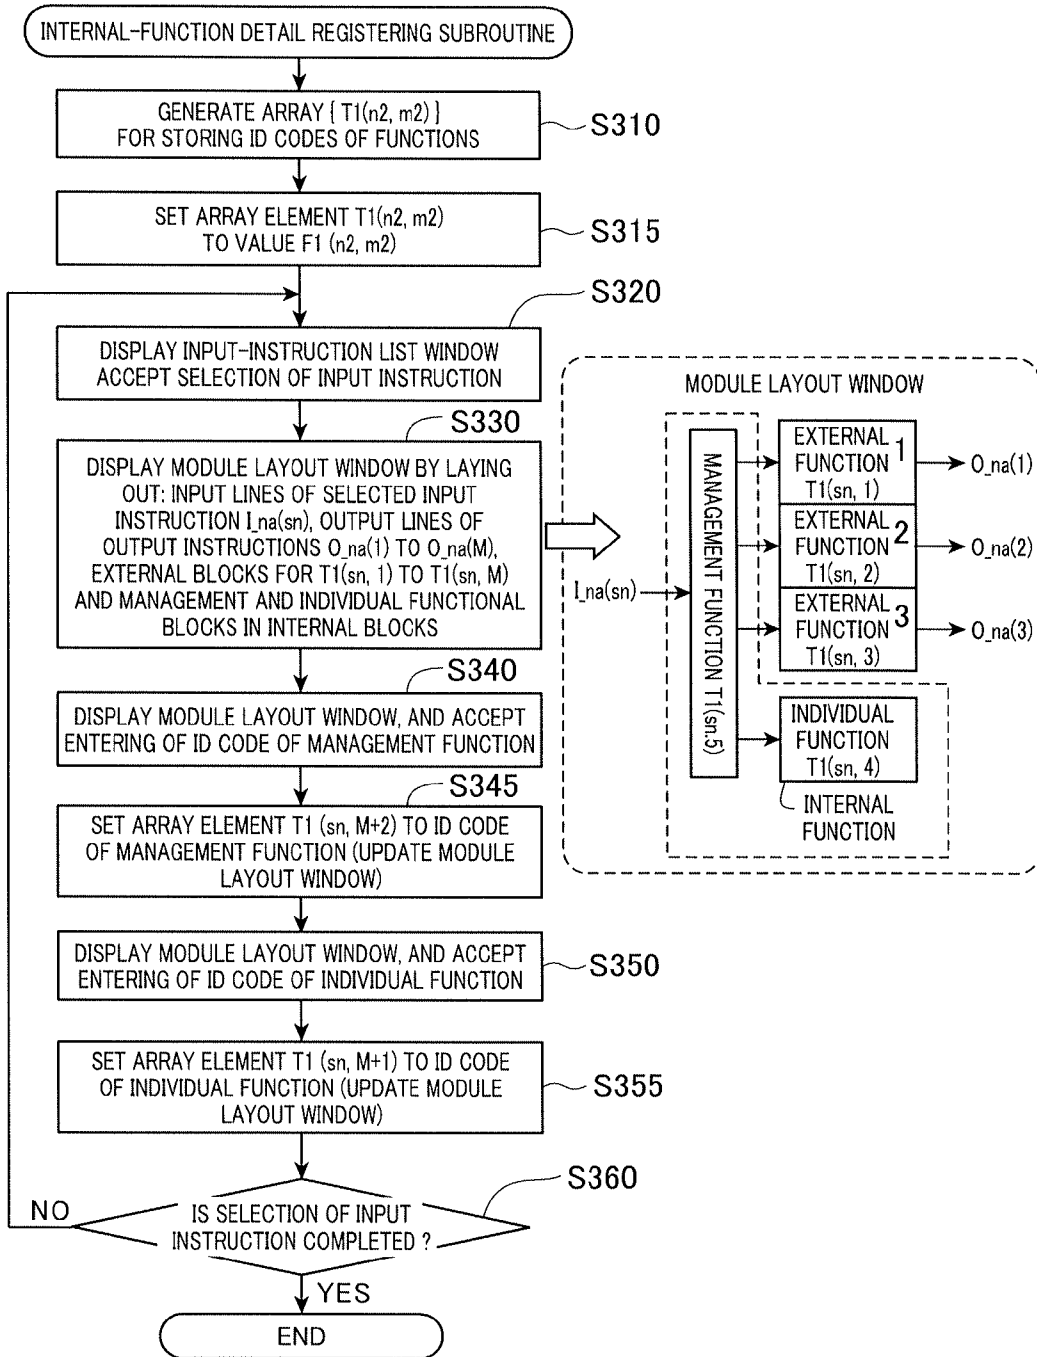 INTERNAL-FUNCTION DETAIL REGISTERING SUBROUTINE
GENERATE ARRAY { T1(n2, m2) }
FOR STORING ID CODES OF FUNCTIONS
S310
SET ARRAY ELEMENT T1(n2, m2)
TO VALUE F1 (n2, m2)
S315
S320
DISPLAY INPUT-INSTRUCTION LIST WINDOW
ACCEPT SELECTION OF INPUT INSTRUCTION
S330
DISPLAY MODULE LAYOUT WINDOW BY LAYING
OUT: INPUT LINES OF SELECTED INPUT
INSTRUCTION I_na(sn), OUTPUT LINES OF
OUTPUT INSTRUCTIONS O_na(1) TO O_na(M),
EXTERNAL BLOCKS FOR T1(sn, 1) TO T1(sn, M)
AND MANAGEMENT AND INDIVIDUAL FUNCTIONAL
BLOCKS IN INTERNAL BLOCKS
S340
DISPLAY MODULE LAYOUT WINDOW, AND ACCEPT
ENTERING OF ID CODE OF MANAGEMENT FUNCTION
S345
SET ARRAY ELEMENT T1 (sn, M+2) TO ID CODE
OF MANAGEMENT FUNCTION (UPDATE MODULE
LAYOUT WINDOW)
DISPLAY MODULE LAYOUT WINDOW, AND ACCEPT
ENTERING OF ID CODE OF INDIVIDUAL FUNCTION
S350
SET ARRAY ELEMENT T1 (sn, M+1) TO ID CODE
OF INDIVIDUAL FUNCTION (UPDATE MODULE
LAYOUT WINDOW)
S355
S360
NO
IS SELECTION OF INPUT
INSTRUCTION COMPLETED ?
YES
END
MODULE LAYOUT WINDOW
I_na(sn)
MANAGEMENT FUNCTION T1(sn.5)
EXTERNAL 1
FUNCTION
T1(sn, 1)
O_na(1)
EXTERNAL 2
FUNCTION
T1(sn, 2)
O_na(2)
EXTERNAL 3
FUNCTION
T1(sn, 3)
O_na(3)
INDIVIDUAL
FUNCTION
T1(sn, 4)
INTERNAL
FUNCTION